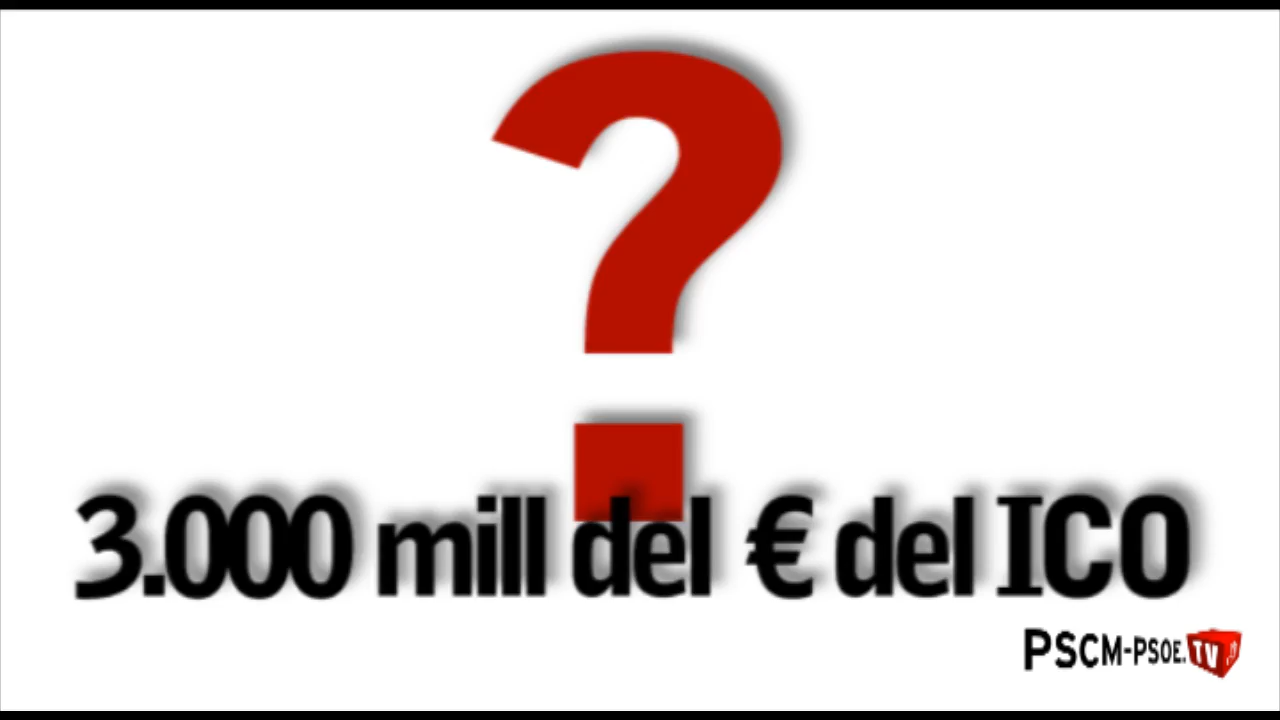 ?
3.000 mill del € del ICO
PSCM-PSOE.TV